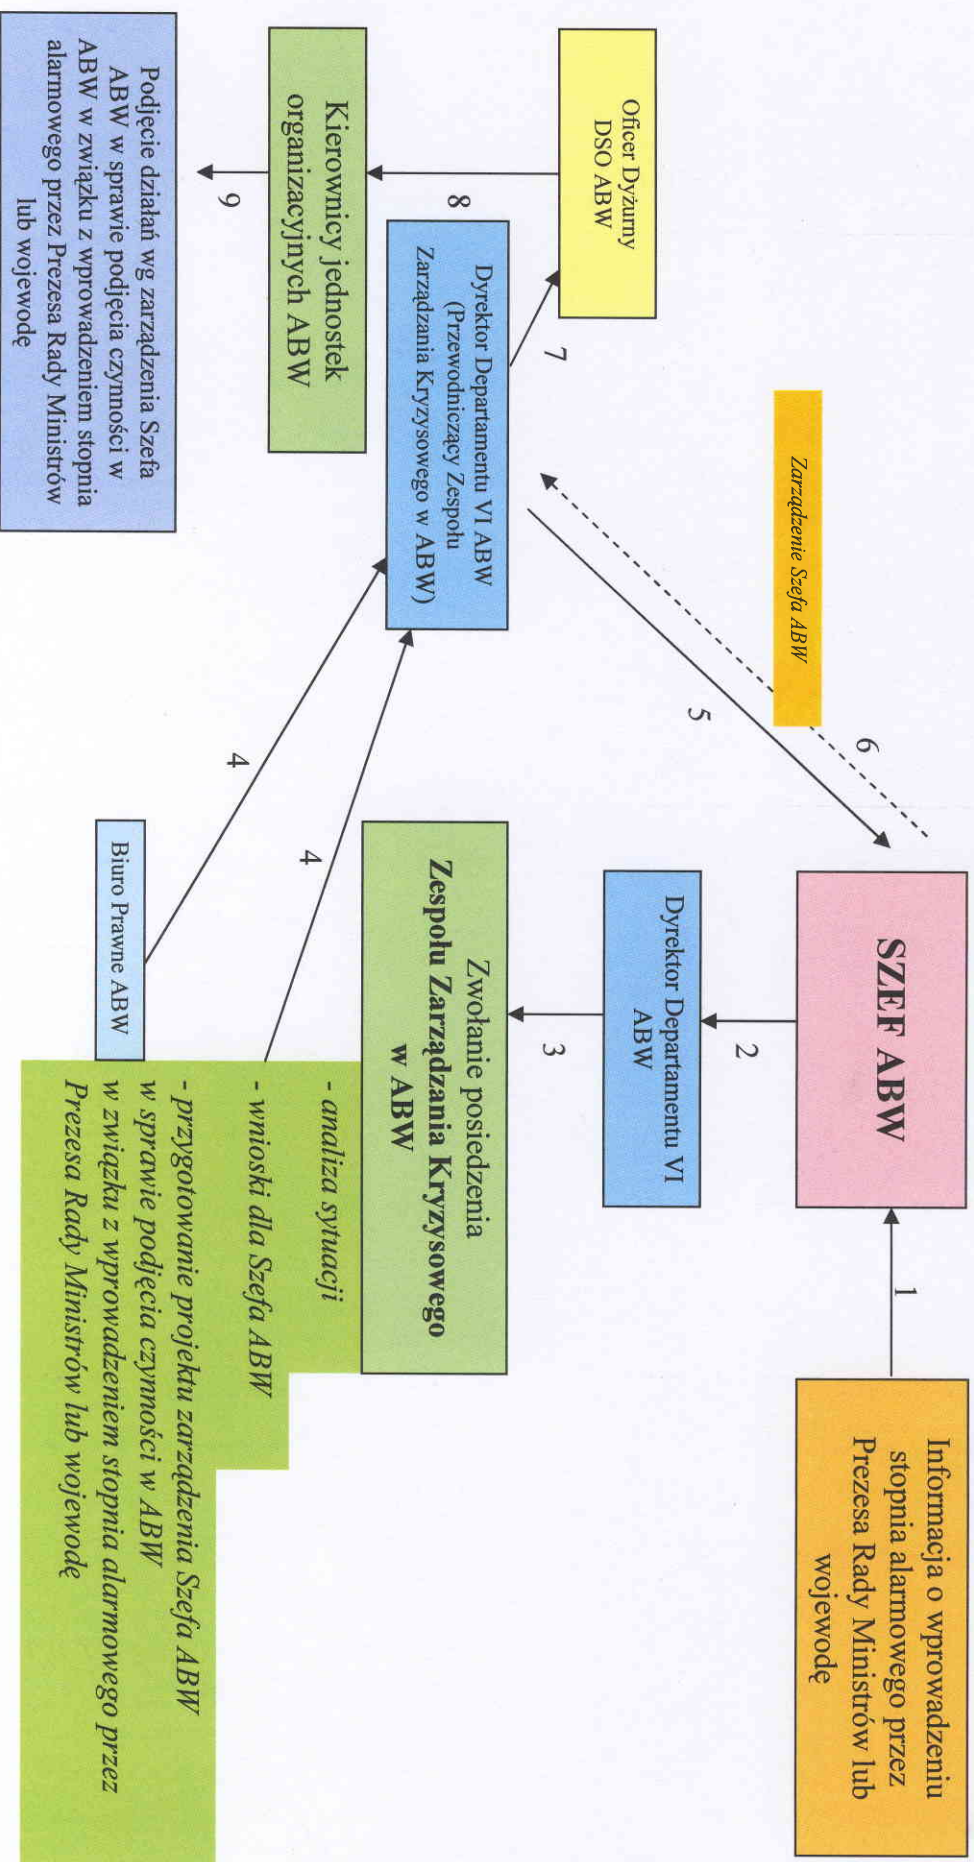 Informacja o wprowadzeniu
stopnia alarmowego przez
Prezesa Rady Ministrów lub
wojewodę
1
SZEF ABW
2
Dyrektor Departamentu VI
ABW
3
Zwołanie posiedzenia
Zespołu Zarządzania Kryzysowego
w ABW
- analiza sytuacji
- wnioski dla Szefa ABW
- przygotowanie projektu zarządzenia Szefa ABW
w sprawie podjęcia czynności w ABW
w związku z wprowadzeniem stopnia alarmowego przez
Prezesa Rady Ministrów lub wojewodę
Biuro Prawne ABW
4
4
5
6
Zarządzenie Szefa ABW
Dyrektor Departamentu VI ABW
(Przewodniczący Zespołu
Zarządzania Kryzysowego w ABW)
7
Oficer Dyżurny
DSO ABW
8
Kierownicy jednostek
organizacyjnych ABW
9
Podjęcie działań wg zarządzenia Szefa
ABW w sprawie podjęcia czynności w
ABW w związku z wprowadzeniem stopnia
alarmowego przez Prezesa Rady Ministrów
lub wojewodę